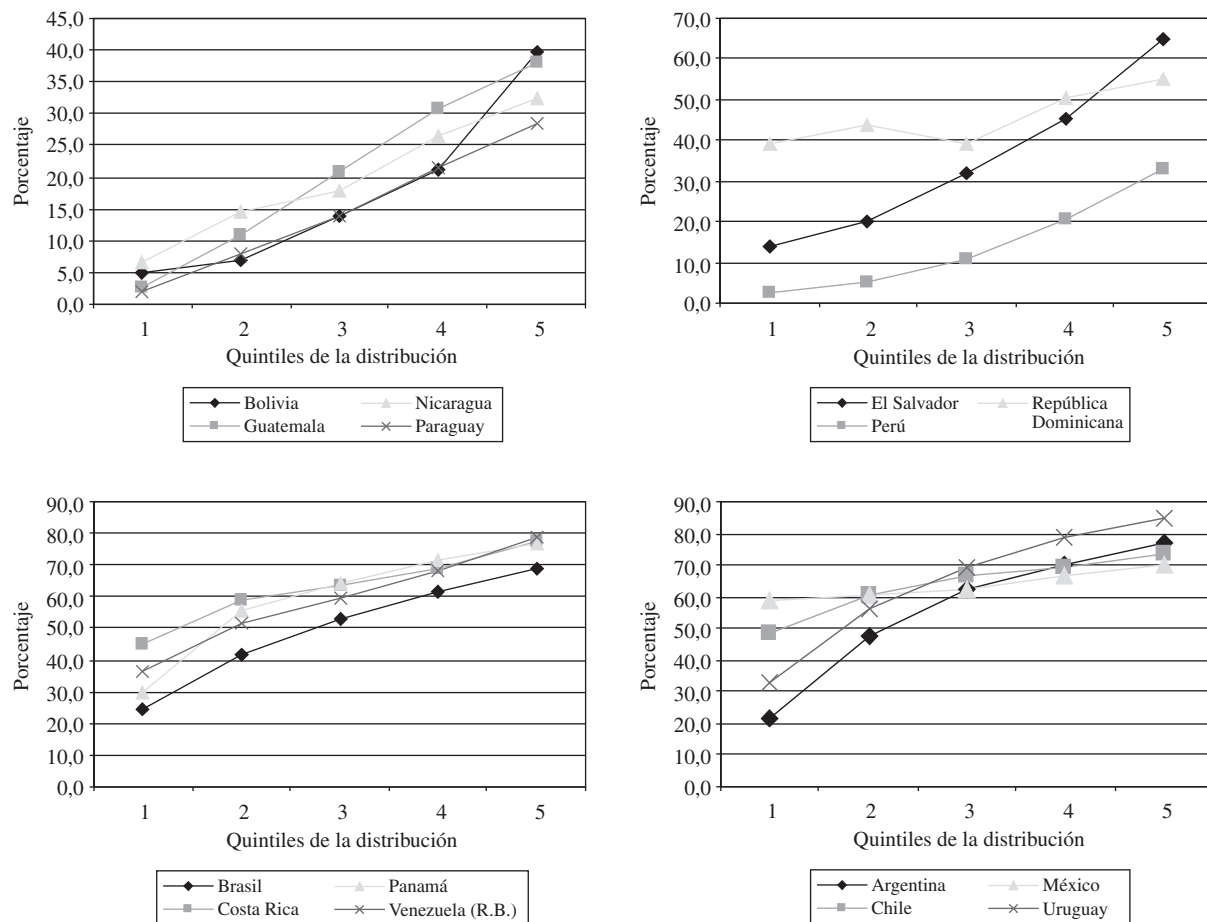 45,0
40,0
35,0
30,0
25,0
20,0
15,0
10,0
5,0
0,0
Porcentaje
1 2 3 4 5
Quintiles de la distribución
Bolivia Nicaragua
Guatemala Paraguay
70,0
60,0
50,0
40,0
30,0
20,0
10,0
0,0
Porcentaje
1 2 3 4 5
Quintiles de la distribución
El Salvador República
Dominicana
Perú
90,0
80,0
70,0
60,0
50,0
40,0
30,0
20,0
10,0
0,0
Porcentaje
1 2 3 4 5
Quintiles de la distribución
Brasil Panamá
Costa Rica Venezuela (R.B.)
90,0
80,0
70,0
60,0
50,0
40,0
30,0
20,0
10,0
0,0
Porcentaje
1 2 3 4 5
Quintiles de la distribución
Argentina México
Chile Uruguay